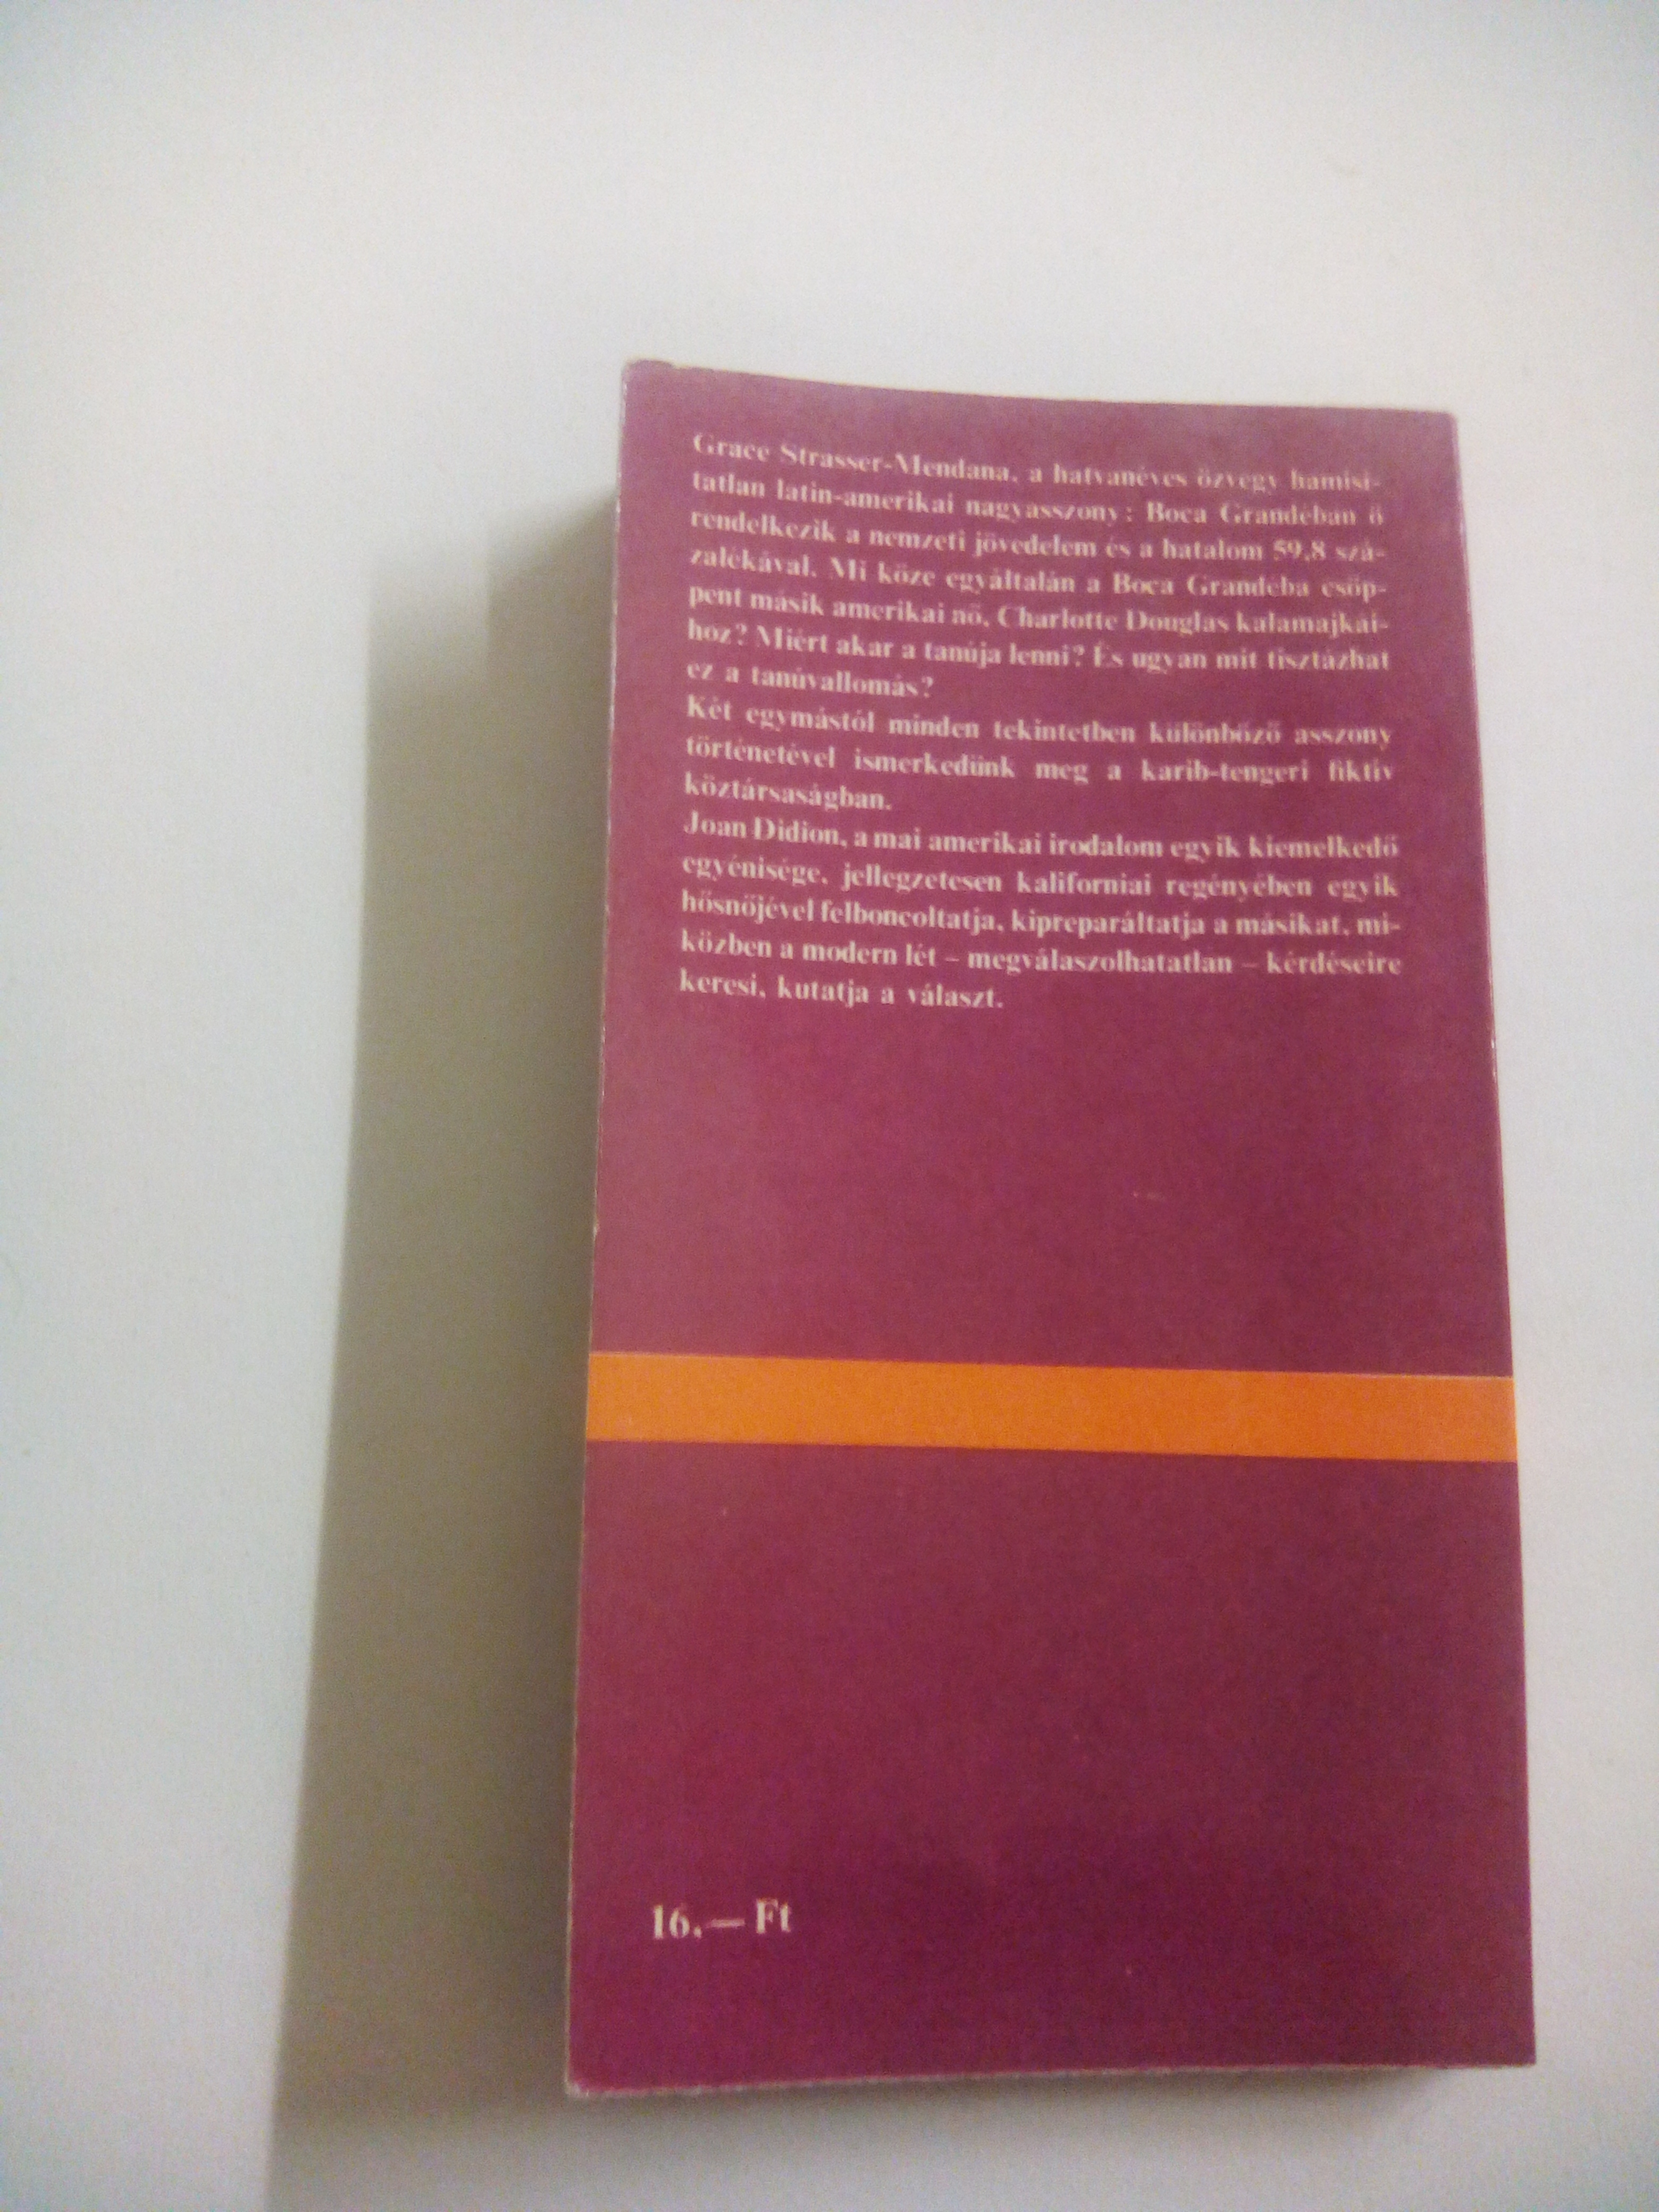 Grace Strasser-Mendana, a hatvanéves özvegy hamisí-
tatlan latin-amerikai nagyasszony: Boca Grandéban ő
rendelkezik a nemzeti jövedelem és a hatalom 59,8 szá-
zalékával. Mi köze egyáltalán a Boca Grandéba csöp-
pent másik amerikai nő, Charlotte Douglas kalamajkái-
hoz? Miért akar a tanúja lenni? És ugyan mit tisztázhat
ez a tanúvallomás?
Két egymástól minden tekintetben különböző asszony
történetével ismerkedünk meg a karib-tengeri fiktív
köztársaságban.
Joan Didion, a mai amerikai irodalom egyik kiemelkedő
egyénisége, jellegzetesen kaliforniai regényében egyik
hősnőjével felboncoltatja, kipreparáltatja a másikat, mi-
közben a modern lét – megválaszolhatatlan – kérdéseire
keresi, kutatja a választ.
16.— Ft